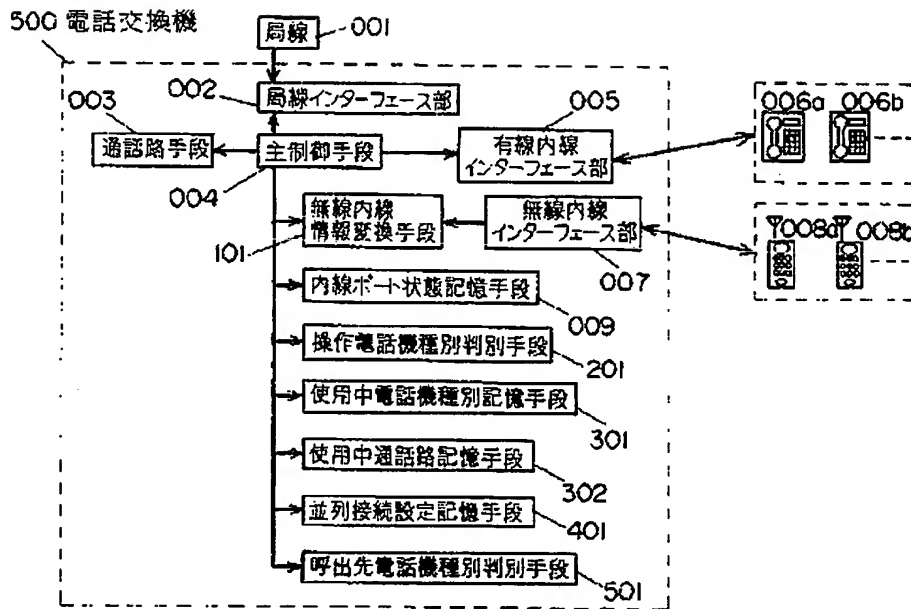 500 電話交換機
局線
001
002
局線インターフェース部
003
通話路手段
主制御手段
004
005
有線内線
インターフェース部
006a 006b
無線内線
情報変換手段
101
無線内線
インターフェース部
007
008a 008b
内線ポート状態記憶手段
009
操作電話機種別判別手段
201
使用中電話機種別記憶手段
301
使用中通話路記憶手段
302
並列接続設定記憶手段
401
呼出先電話機種別判別手段
501